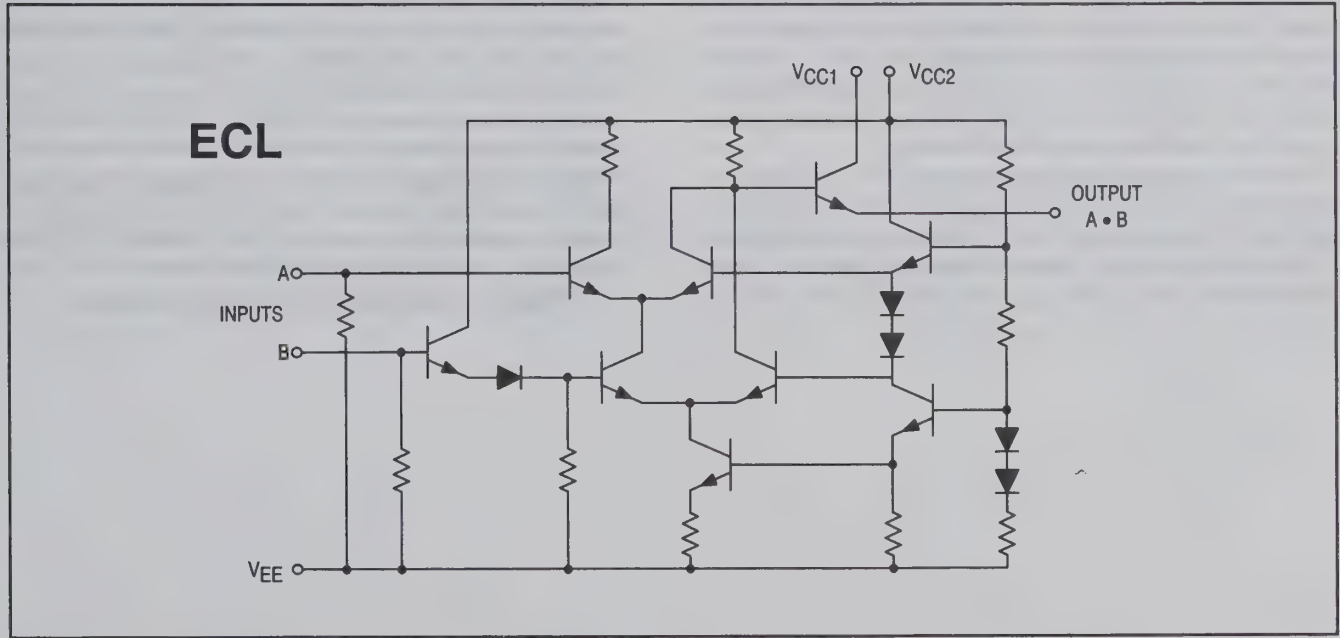 ECL
VCC1
VCC2
OUTPUT
A • B
A
INPUTS
B
VEE